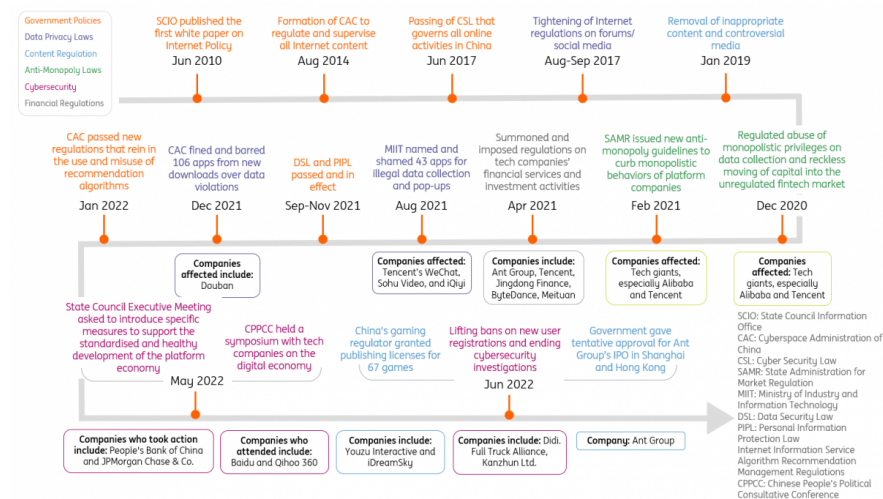 Government Policies
Data Privacy Laws
Content Regulation
Anti-Monopoly Laws
Cybersecurity
Financial Regulations
SCIO published the
first white paper on
Internet Policy
Jun 2010
Formation of CAC to
regulate and supervise
all Internet content
Aug 2014
Passing of CSL that
governs all online
activities in China
Jun 2017
Tightening of Internet
regulations on forums/
social media
Aug-Sep 2017
Removal of inappropriate
content and controversial
media
Jan 2019
CAC passed new
regulations that rein in
the use and misuse of
recommendation
algorithms
Jan 2022
CAC fined and barred
106 apps from new
downloads over data
violations
Dec 2021
DSL and PIPL
passed and in
effect
Sep-Nov 2021
MIIT named and
shamed 43 apps for
illegal data collection
and pop-ups
Aug 2021
Summoned and
imposed regulations on
tech companies'
financial services and
investment activities
Apr 2021
SAMR issued new anti-
monopoly guidelines to
curb monopolistic
behaviors of platform
companies
Feb 2021
Regulated abuse of
monopolistic privileges on
data collection and reckless
moving of capital into the
unregulated fintech market
Dec 2020
Companies
affected include:
Douban
Companies affected:
Tencent's WeChat,
Sohu Video, and iQiyi
Companies include:
Ant Group, Tencent,
Jingdong Finance,
ByteDance, Meituan
Companies affected:
Tech giants,
especially Alibaba
and Tencent
Companies
affected: Tech
giants, especially
Alibaba and Tencent
State Council Executive Meeting
asked to introduce specific
measures to support the
standardised and healthy
development of the platform
economy
CPPCC held a
symposium with tech
companies on the
digital economy
May 2022
China's gaming
regulator granted
publishing licenses for
67 games
Lifting bans on new user
registrations and ending
cybersecurity
investigations
Jun 2022
Government gave
tentative approval for Ant
Group's IPO in Shanghai
and Hong Kong
Companies who took action
include: People's Bank of China
and JPMorgan Chase & Co.
Companies who
attended include:
Baidu and Qihoo 360
Companies include:
Youzu Interactive and
iDreamSky
Companies include: Didi.
Full Truck Alliance,
Kanzhun Ltd.
Company: Ant Group
SCIO: State Council Information
Office
CAC: Cyberspace Administration of
China
CSL: Cyber Security Law
SAMR: State Administration for
Market Regulation
MIIT: Ministry of Industry and
Information Technology
DSL: Data Security Law
PIPL: Personal Information
Protection Law
Internet Information Service
Algorithm Recommendation
Management Regulations
CPPCC: Chinese People's Political
Consultative Conference